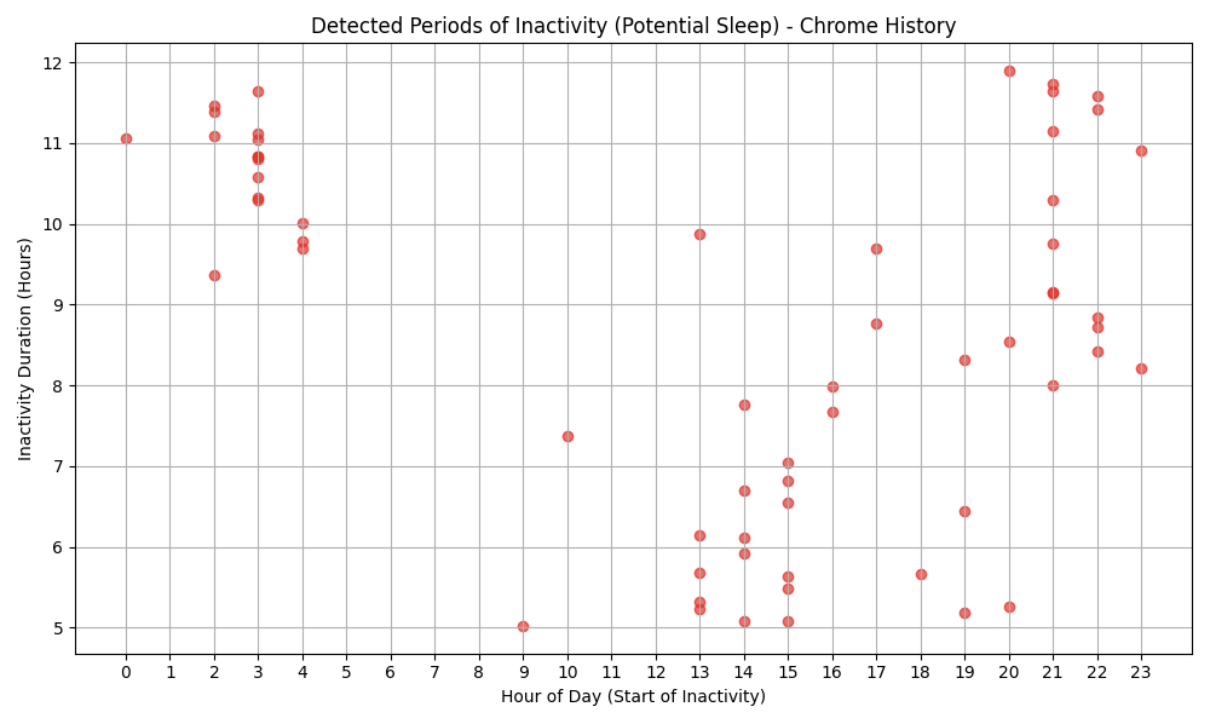 Detected Periods of Inactivity (Potential Sleep) - Chrome History
Inactivity Duration (Hours)
12
11
10
9
8
7
6
5
0 1 2 3 4 5 6 7 8 9 10 11 12 13 14 15 16 17 18 19 20 21 22 23
Hour of Day (Start of Inactivity)